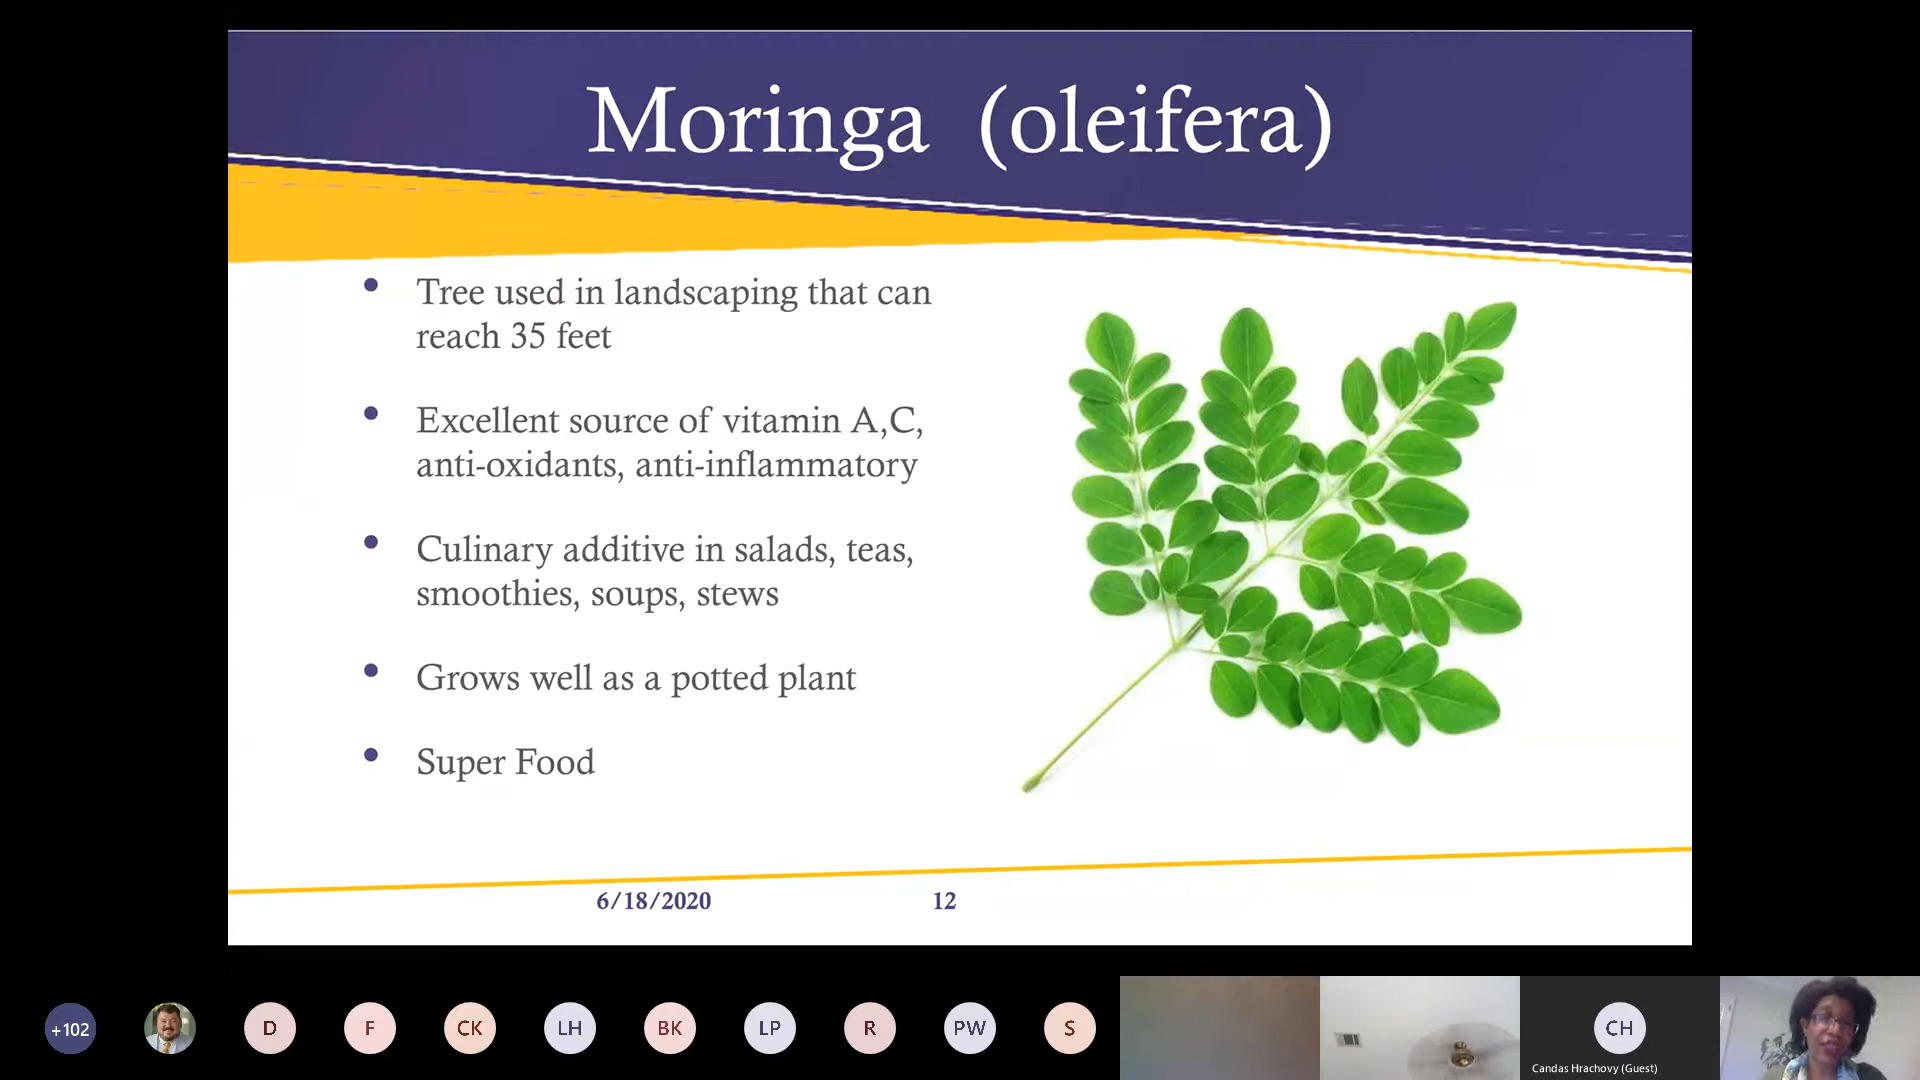 Moringa (oleifera)
• Tree used in landscaping that can
reach 35 feet
• Excellent source of vitamin A,C,
anti-oxidants, anti-inflammatory
• Culinary additive in salads, teas,
smoothies, soups, stews
• Grows well as a potted plant
• Super Food
6/18/2020 12
+102 D F CK LH BK LP R PW S CH
Candas Hrachovy (Guest)